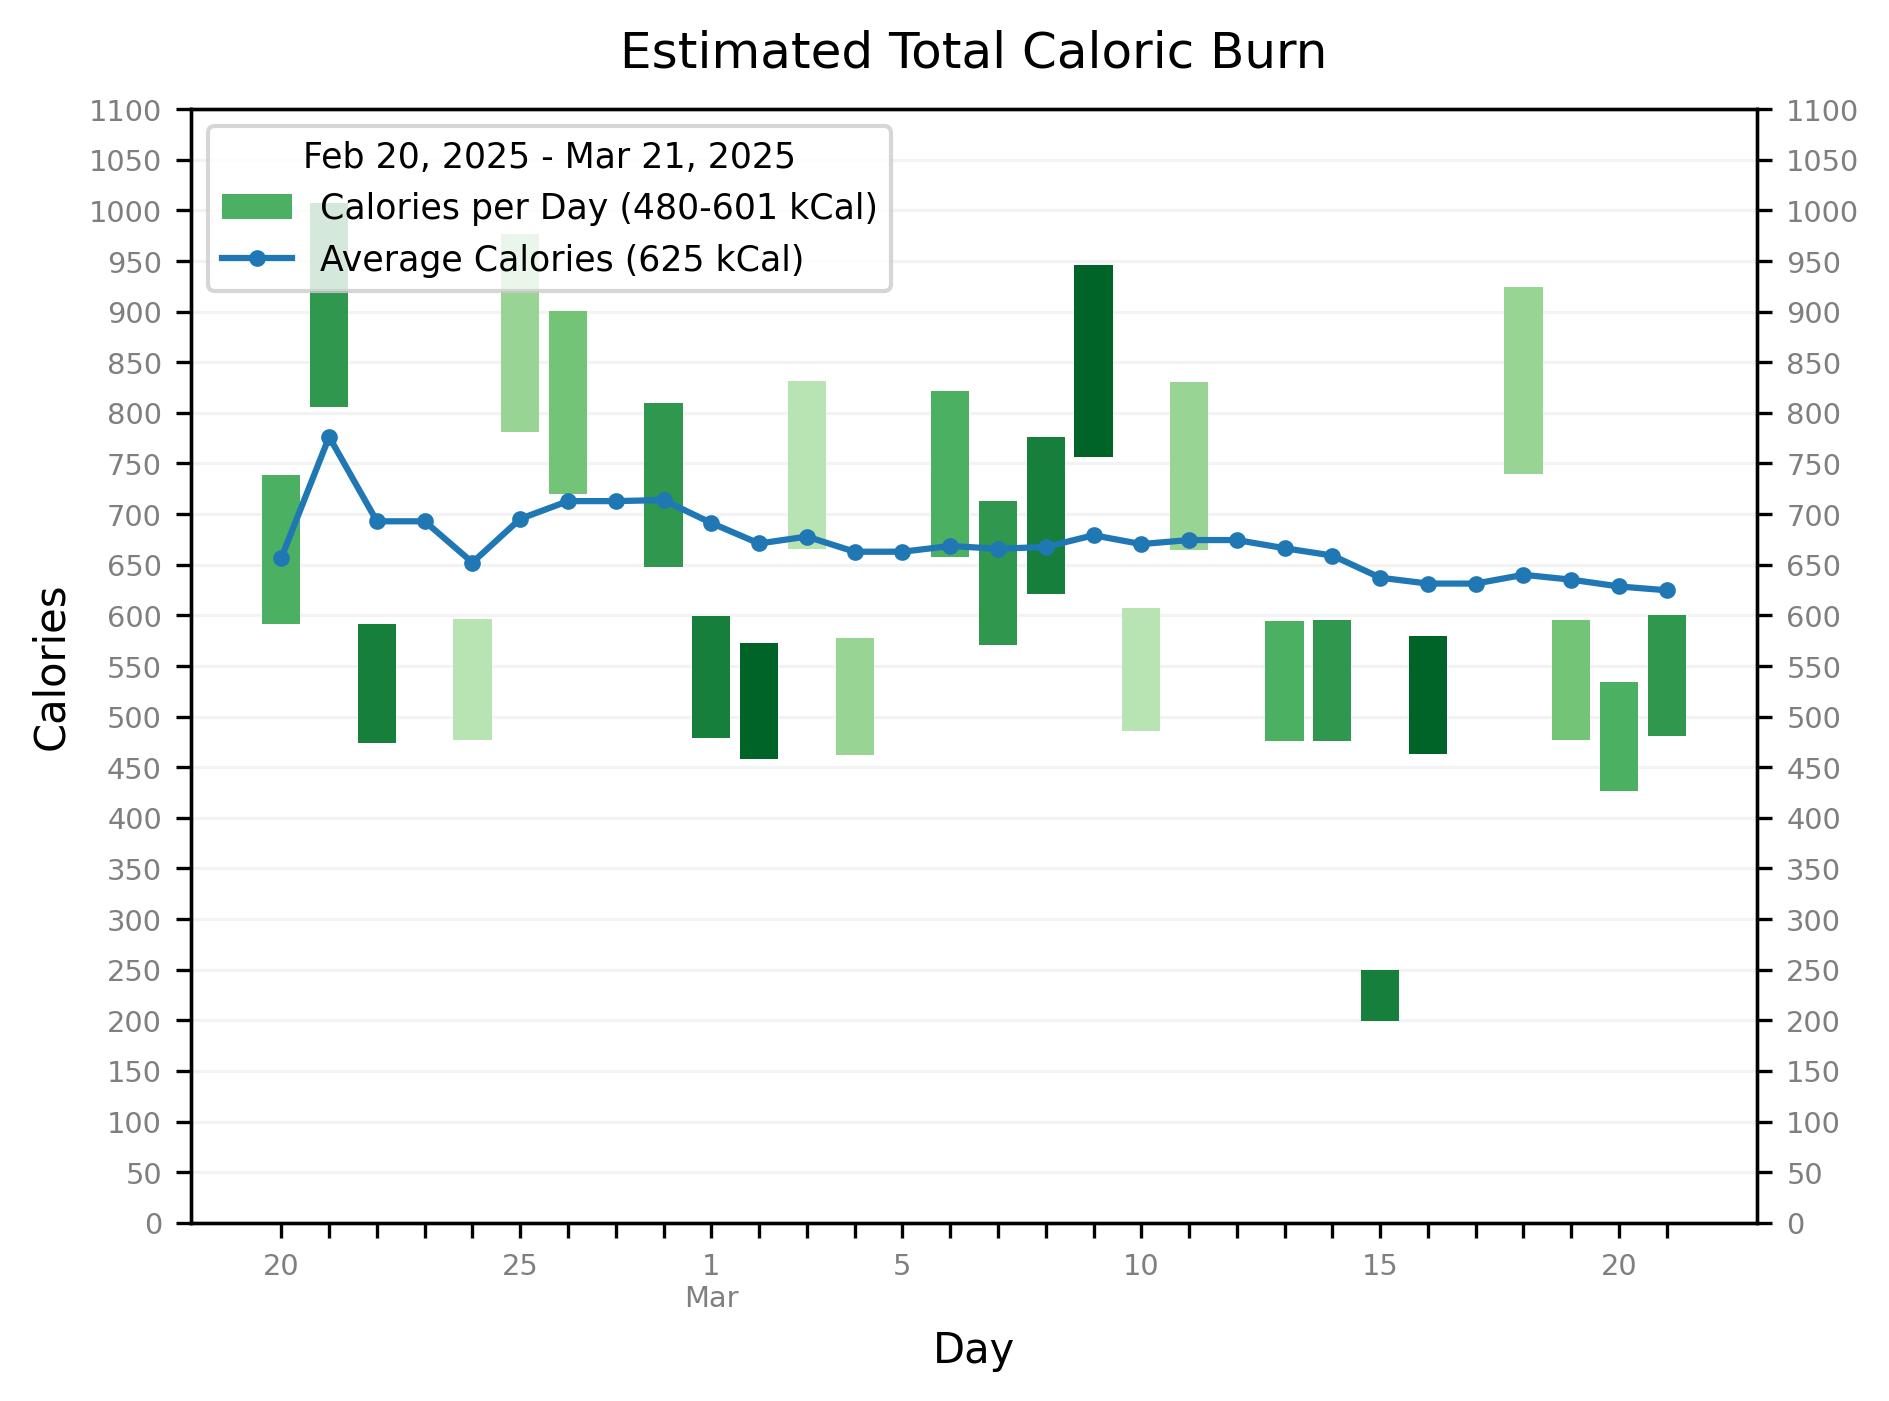 Estimated Total Caloric Burn
Feb 20, 2025 - Mar 21, 2025
Calories per Day (480-601 kCal)
Average Calories (625 kCal)
1100 1100
1050 1050
1000 1000
950 950
900 900
850 850
800 800
750 750
700 700
650 650
600 600
550 550
500 500
450 450
400 400
350 350
300 300
250 250
200 200
150 150
100 100
50 50
0 0
Calories
20 25 1 5 10 15 20
Mar
Day